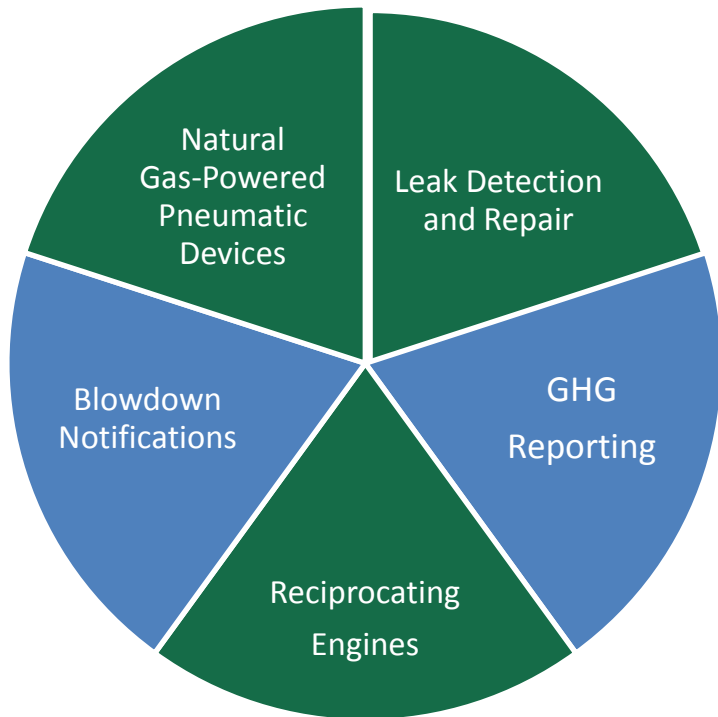 Natural
Gas-Powered
Pneumatic
Devices
Leak Detection
and Repair
GHG
Reporting
Reciprocating
Engines
Blowdown
Notifications